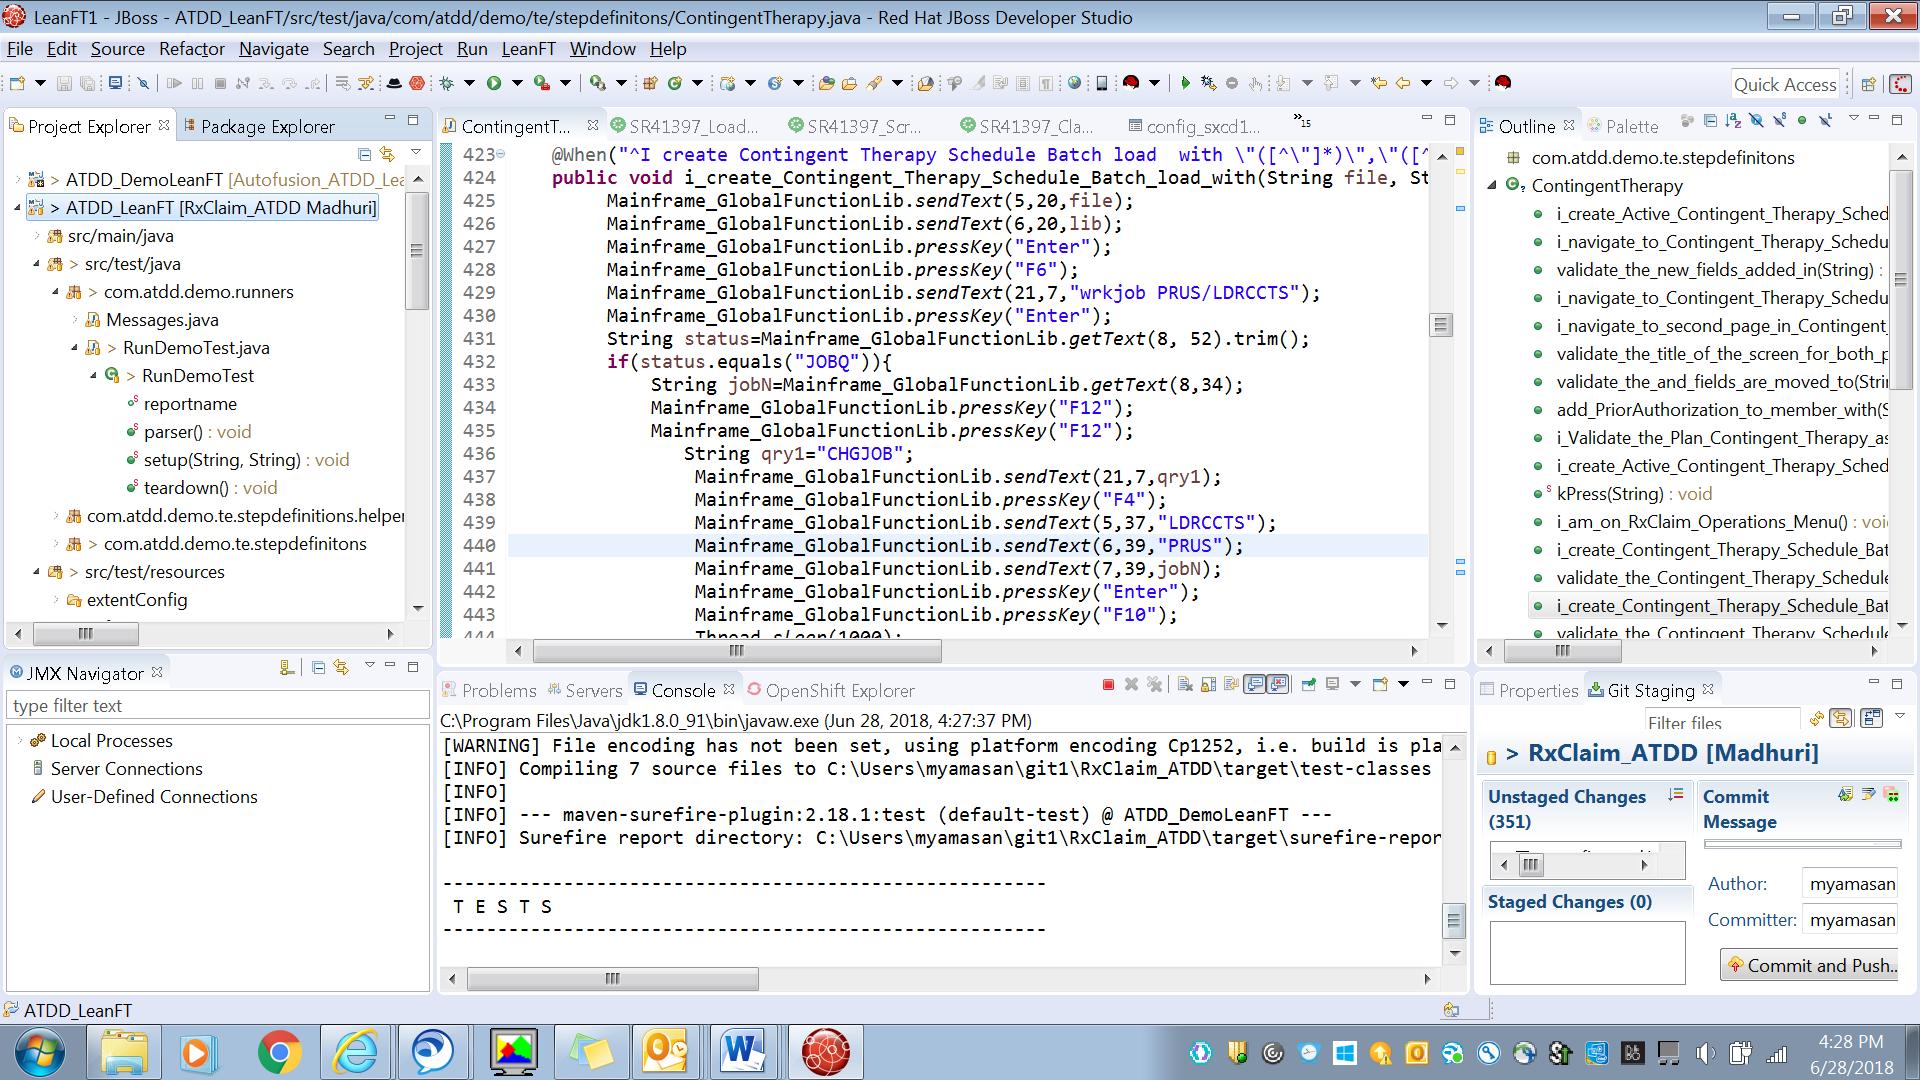 LeanFT1 - JBoss - ATDD_LeanFT/src/test/java/com/atdd/demo/te/stepdefinitons/ContingentTherapy.java - Red Hat JBoss Developer Studio
File Edit Source Refactor Navigate Search Project Run LeanFT Window Help
Quick Access
Project Explorer
Package Explorer
> ATDD_DemoLeanFT [Autofusion_ATDD_Le
> ATDD_LeanFT [RxClaim_ATDD Madhuri]
src/main/java
> src/test/java
> com.atdd.demo.runners
Messages.java
> RunDemoTest.java
> RunDemoTest
reportname
parser() : void
setup(String, String) : void
teardown() : void
com.atdd.demo.te.stepdefinitions.helper
> com.atdd.demo.te.stepdefinitons
> src/test/resources
extentConfig
ContingentT...
SR41397_Load...
SR41397_Scr...
SR41397_Cla...
config_sxcd1...
»15
423 @When("^I create Contingent Therapy Schedule Batch load  with \"([^\"]*)\",\"([^
424 public void i_create_Contingent_Therapy_Schedule_Batch_load_with(String file, St
425 Mainframe_GlobalFunctionLib.sendText(5,20,file);
426 Mainframe_GlobalFunctionLib.sendText(6,20,lib);
427 Mainframe_GlobalFunctionLib.pressKey("Enter");
428 Mainframe_GlobalFunctionLib.pressKey("F6");
429 Mainframe_GlobalFunctionLib.sendText(21,7,"wrkjob PRUS/LDRCCTS");
430 Mainframe_GlobalFunctionLib.pressKey("Enter");
431 String status=Mainframe_GlobalFunctionLib.getText(8, 52).trim();
432 if(status.equals("JOBQ")){
433 String jobN=Mainframe_GlobalFunctionLib.getText(8,34);
434 Mainframe_GlobalFunctionLib.pressKey("F12");
435 Mainframe_GlobalFunctionLib.pressKey("F12");
436 String qry1="CHGJOB";
437 Mainframe_GlobalFunctionLib.sendText(21,7,qry1);
438 Mainframe_GlobalFunctionLib.pressKey("F4");
439 Mainframe_GlobalFunctionLib.sendText(5,37,"LDRCCTS");
440 Mainframe_GlobalFunctionLib.sendText(6,39,"PRUS");
441 Mainframe_GlobalFunctionLib.sendText(7,39,jobN);
442 Mainframe_GlobalFunctionLib.pressKey("Enter");
443 Mainframe_GlobalFunctionLib.pressKey("F10");
444 Thread.sleep(1000);
Outline
Palette
com.atdd.demo.te.stepdefinitons
ContingentTherapy
i_create_Active_Contingent_Therapy_Sched
i_navigate_to_Contingent_Therapy_Schedu
validate_the_new_fields_added_in(String) :
i_navigate_to_Contingent_Therapy_Schedu
i_navigate_to_second_page_in_Contingent_
validate_the_title_of_the_screen_for_both_p
validate_the_and_fields_are_moved_to(Strin
add_PriorAuthorization_to_member_with(S
i_Validate_the_Plan_Contingent_Therapy_as
i_create_Active_Contingent_Therapy_Sched
kPress(String) : void
i_am_on_RxClaim_Operations_Menu() : voi
i_create_Contingent_Therapy_Schedule_Bat
validate_the_Contingent_Therapy_Schedule
i_create_Contingent_Therapy_Schedule_Bat
validate_the_Contingent_Therapy_Schedule
JMX Navigator
type filter text
Local Processes
Server Connections
User-Defined Connections
Problems
Servers
Console
OpenShift Explorer
C:\Program Files\Java\jdk1.8.0_91\bin\javaw.exe (Jun 28, 2018, 4:27:37 PM)
[WARNING] File encoding has not been set, using platform encoding Cp1252, i.e. build is pla
[INFO] Compiling 7 source files to C:\Users\myamasan\git1\RxClaim_ATDD\target\test-classes
[INFO]
[INFO] --- maven-surefire-plugin:2.18.1:test (default-test) @ ATDD_DemoLeanFT ---
[INFO] Surefire report directory: C:\Users\myamasan\git1\RxClaim_ATDD\target\surefire-repor
-------------------------------------------------------
T E S T S
-------------------------------------------------------
Properties
Git Staging
Filter files
> RxClaim_ATDD [Madhuri]
Unstaged Changes (351)
Staged Changes (0)
Commit Message
Author: myamasan
Committer: myamasan
Commit and Push...
ATDD_LeanFT
4:28 PM
6/28/2018